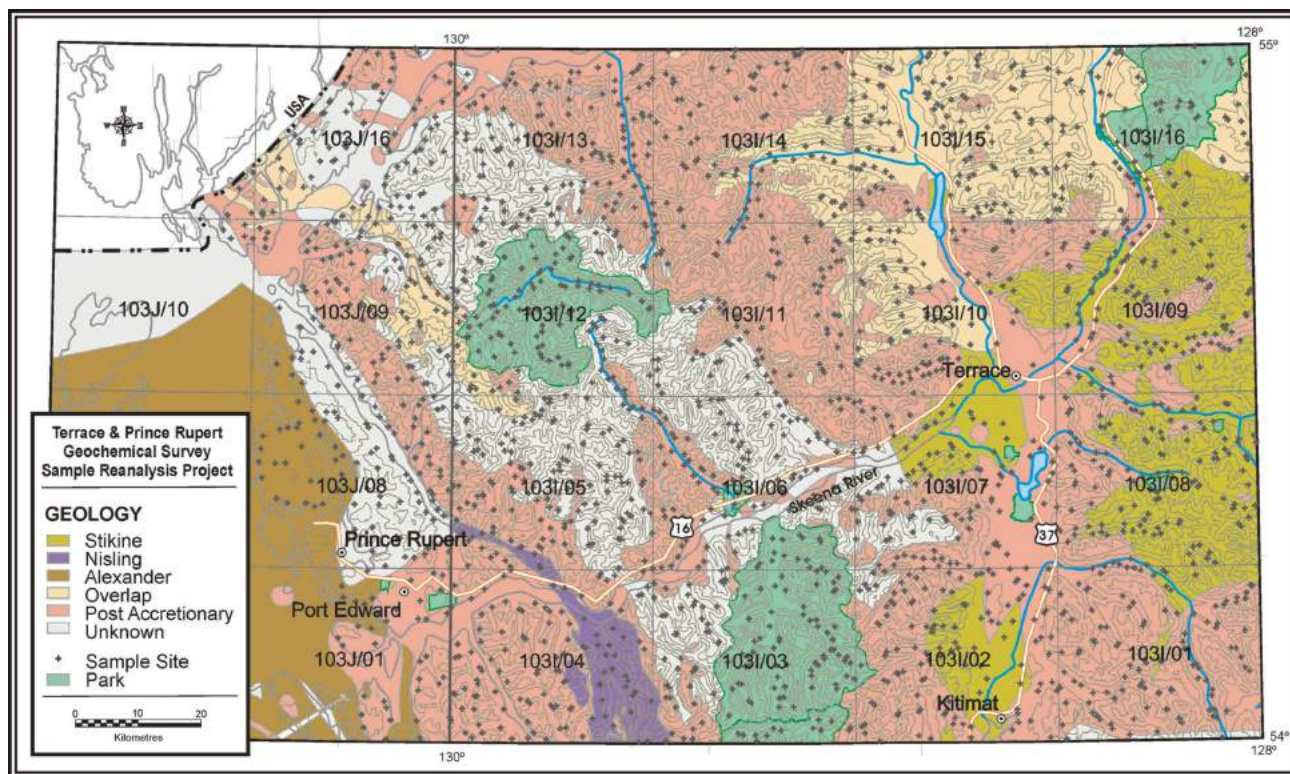 130º
128º
55º
USA
103J/16
103I/13
103I/14
103I/15
103I/16
103J/10
103J/09
103I/12
103I/11
103I/10
103I/09
Terrace
Terrace & Prince Rupert
Geochemical Survey
Sample Reanalysis Project
GEOLOGY
Stikine
Nisling
Alexander
Overlap
Post Accretionary
Unknown
Sample Site
Park
0 10 20
Kilometres
103J/08
103I/05
103I/06
Skeena River
103I/07
103I/08
16
37
Prince Rupert
Port Edward
103J/01
103I/04
103I/03
103I/02
103I/01
Kitimat
130º
54º
128º
N
W E
S